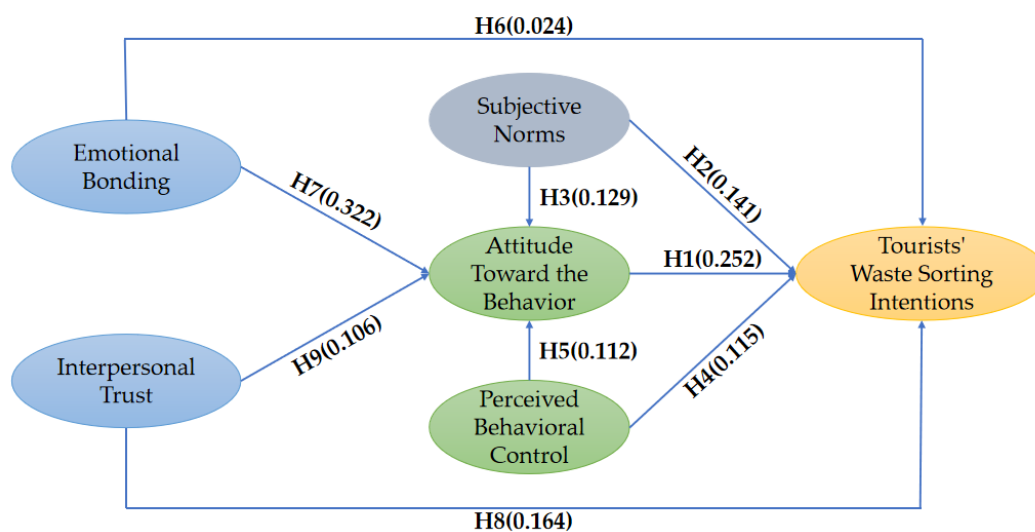 H6(0.024)
Subjective
Norms
Emotional
Bonding
H2(0.141)
H7(0.322)
H3(0.129)
Attitude
Toward the
Behavior
H1(0.252)
Tourists'
Waste Sorting
Intentions
H9(0.106)
H5(0.112)
H4(0.115)
Interpersonal
Trust
Perceived
Behavioral
Control
H8(0.164)